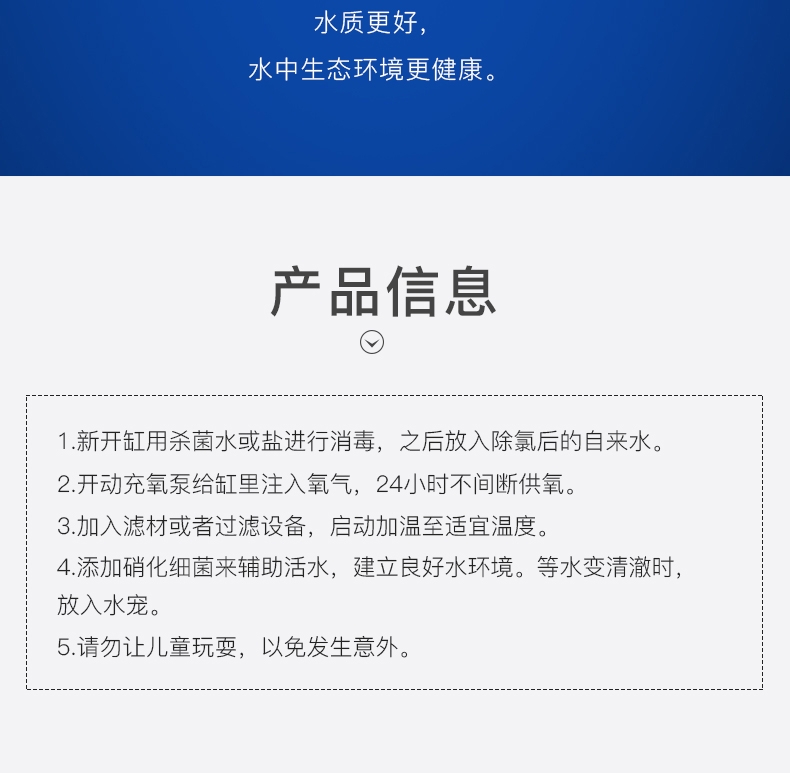 水质更好，
水中生态环境更健康。
产品信息
1.新开缸用杀菌水或盐进行消毒，之后放入除氯后的自来水。
2.开动充氧泵给缸里注入氧气，24小时不间断供氧。
3.加入滤材或者过滤设备，启动加温至适宜温度。
4.添加硝化细菌来辅助活水，建立良好水环境。等水变清澈时，
放入水宠。
5.请勿让儿童玩耍，以免发生意外。